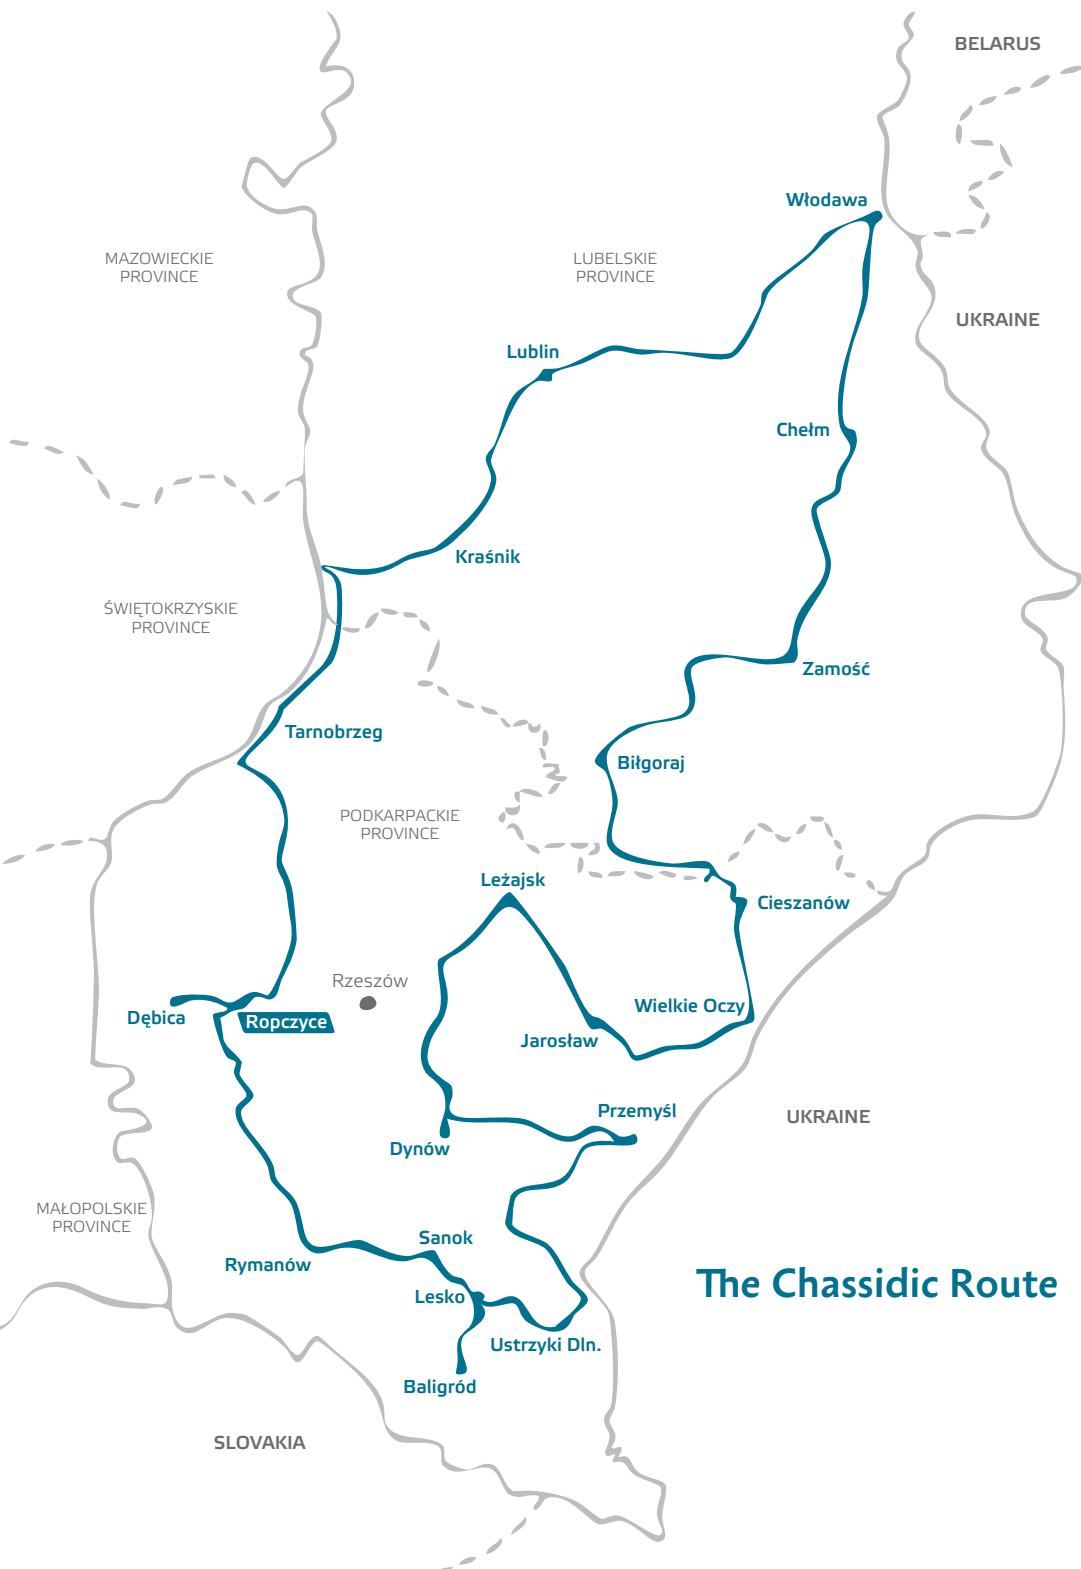 BELARUS
Włodawa
MAZOWIECKIE
PROVINCE
LUBELSKIE
PROVINCE
UKRAINE
Lublin
Chełm
Kraśnik
ŚWIĘTOKRZYSKIE
PROVINCE
Zamość
Tarnobrzeg
Biłgoraj
PODKARPACKIE
PROVINCE
Leżajsk
Cieszanów
Rzeszów
Wielkie Oczy
Dębica
Ropczyce
Jarosław
Przemyśl
UKRAINE
Dynów
MAŁOPOLSKIE
PROVINCE
Sanok
Rymanów
The Chassidic Route
Lesko
Ustrzyki Dln.
Baligród
SLOVAKIA